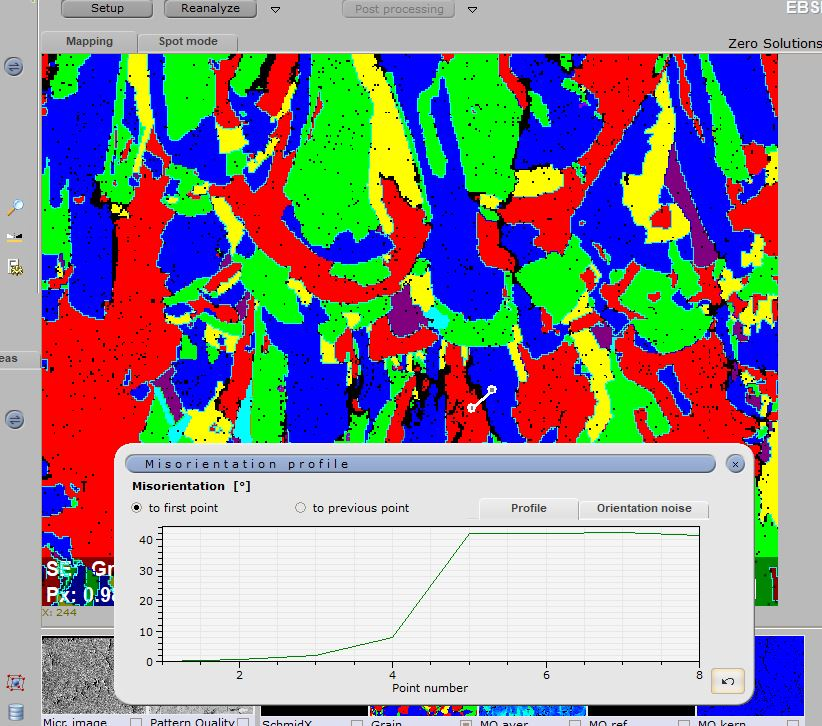 Setup Reanalyze Post processing EBS
Mapping Spot mode
Zero Solutions
eas
Misorientation profile
Misorientation [°]
to first point to previous point Profile Orientation noise
40
30
20
10
0
2 4 6 8
Point number
SE, Gr
Px: 0.9
X: 244
Micr. image Pattern Quality SchmidX Grain MO aver. MO ref. MO kern.